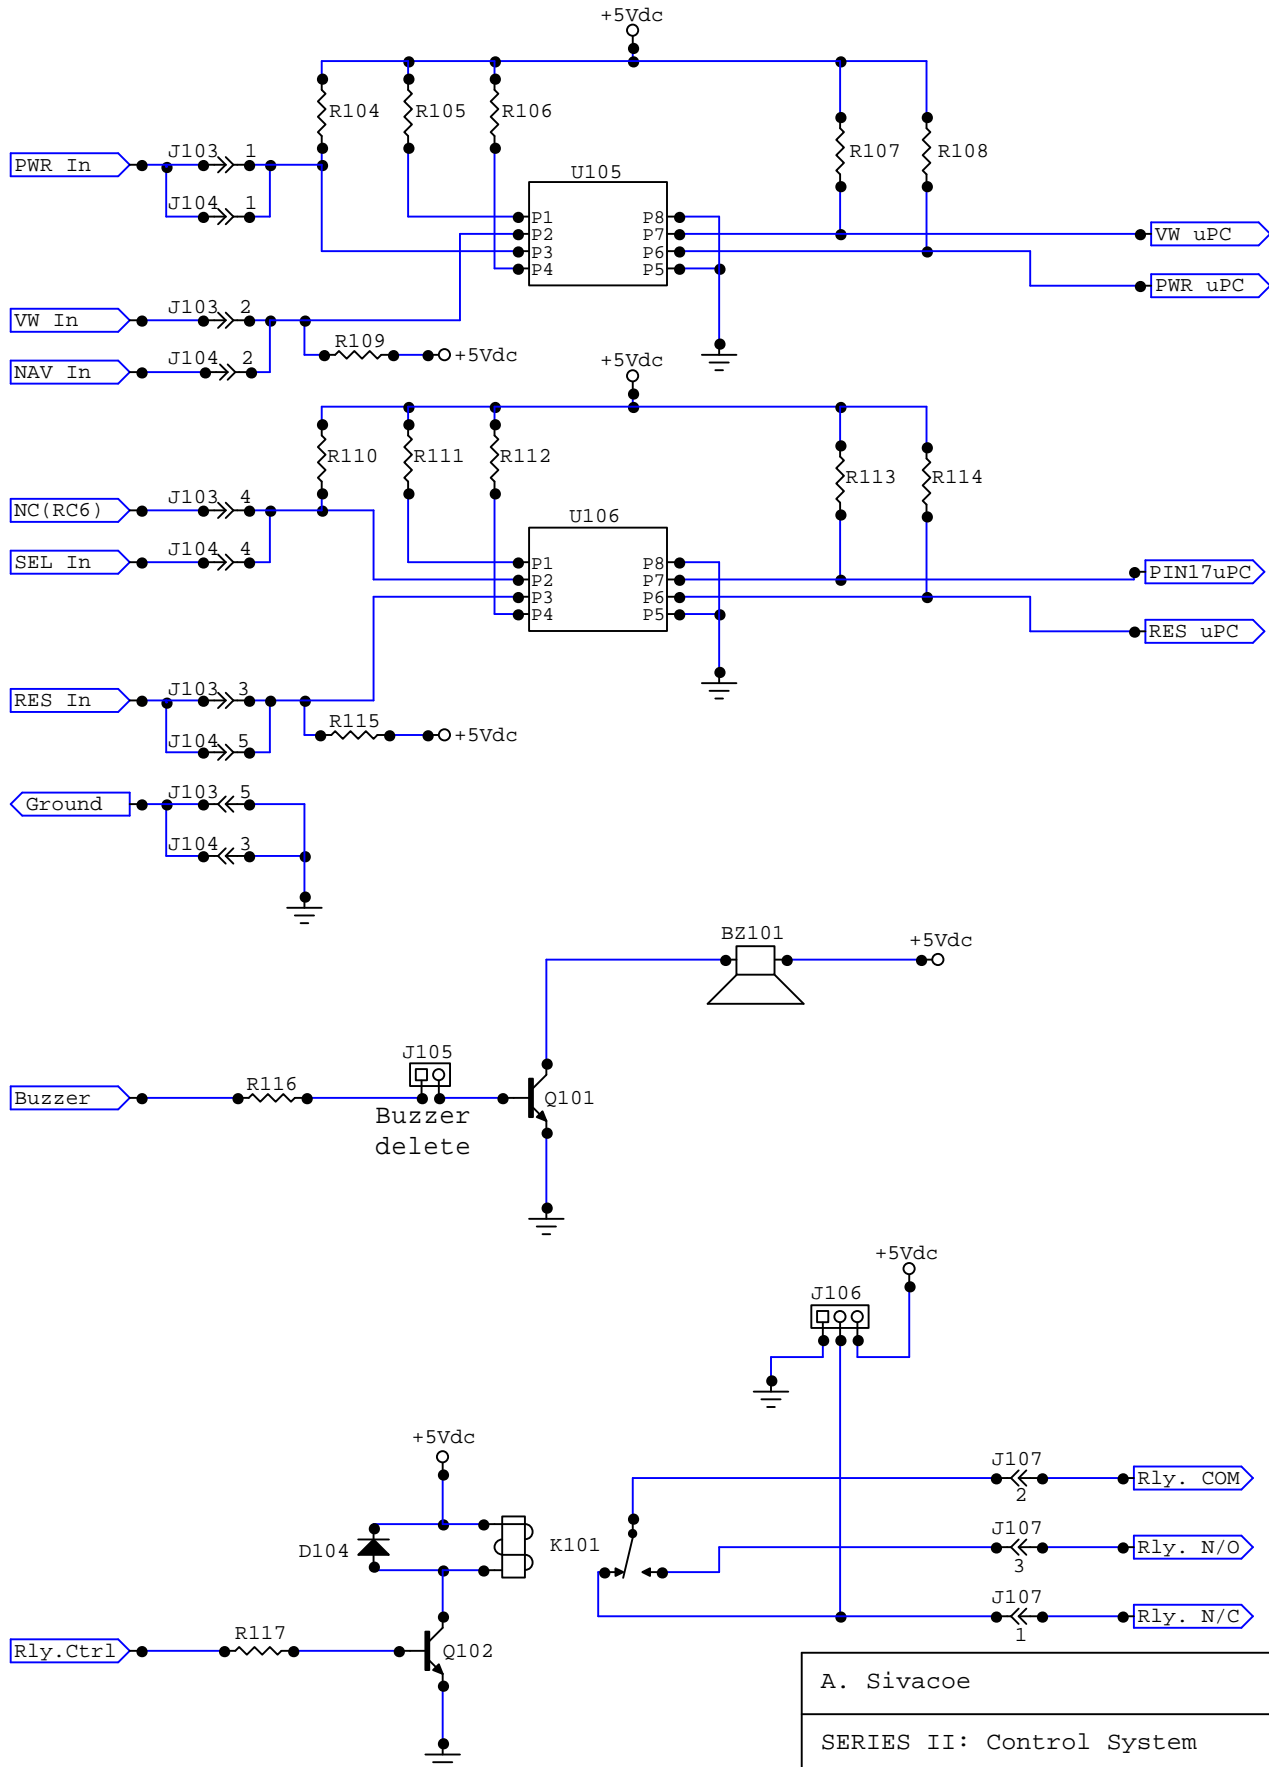 +5Vdc
R104
R105
R106
R107
R108
PWR In
J103 1
J104 1
U105
P1 P8
P2 P7
P3 P6
P4 P5
VW uPC
PWR uPC
VW In
J103 2
R109
+5Vdc
NAV In
J104 2
+5Vdc
R110
R111
R112
R113
R114
NC(RC6)
J103 4
SEL In
J104 4
U106
P1 P8
P2 P7
P3 P6
P4 P5
PIN17uPC
RES uPC
RES In
J103 3
J104 5
R115
+5Vdc
Ground
J103 5
J104 3
BZ101
+5Vdc
J105
Buzzer
R116
Q101
Buzzer
delete
+5Vdc
J106
+5Vdc
D104
K101
J107
2
Rly. COM
J107
3
Rly. N/O
J107
1
Rly. N/C
Rly.Ctrl
R117
Q102
A. Sivacoe
SERIES II: Control System